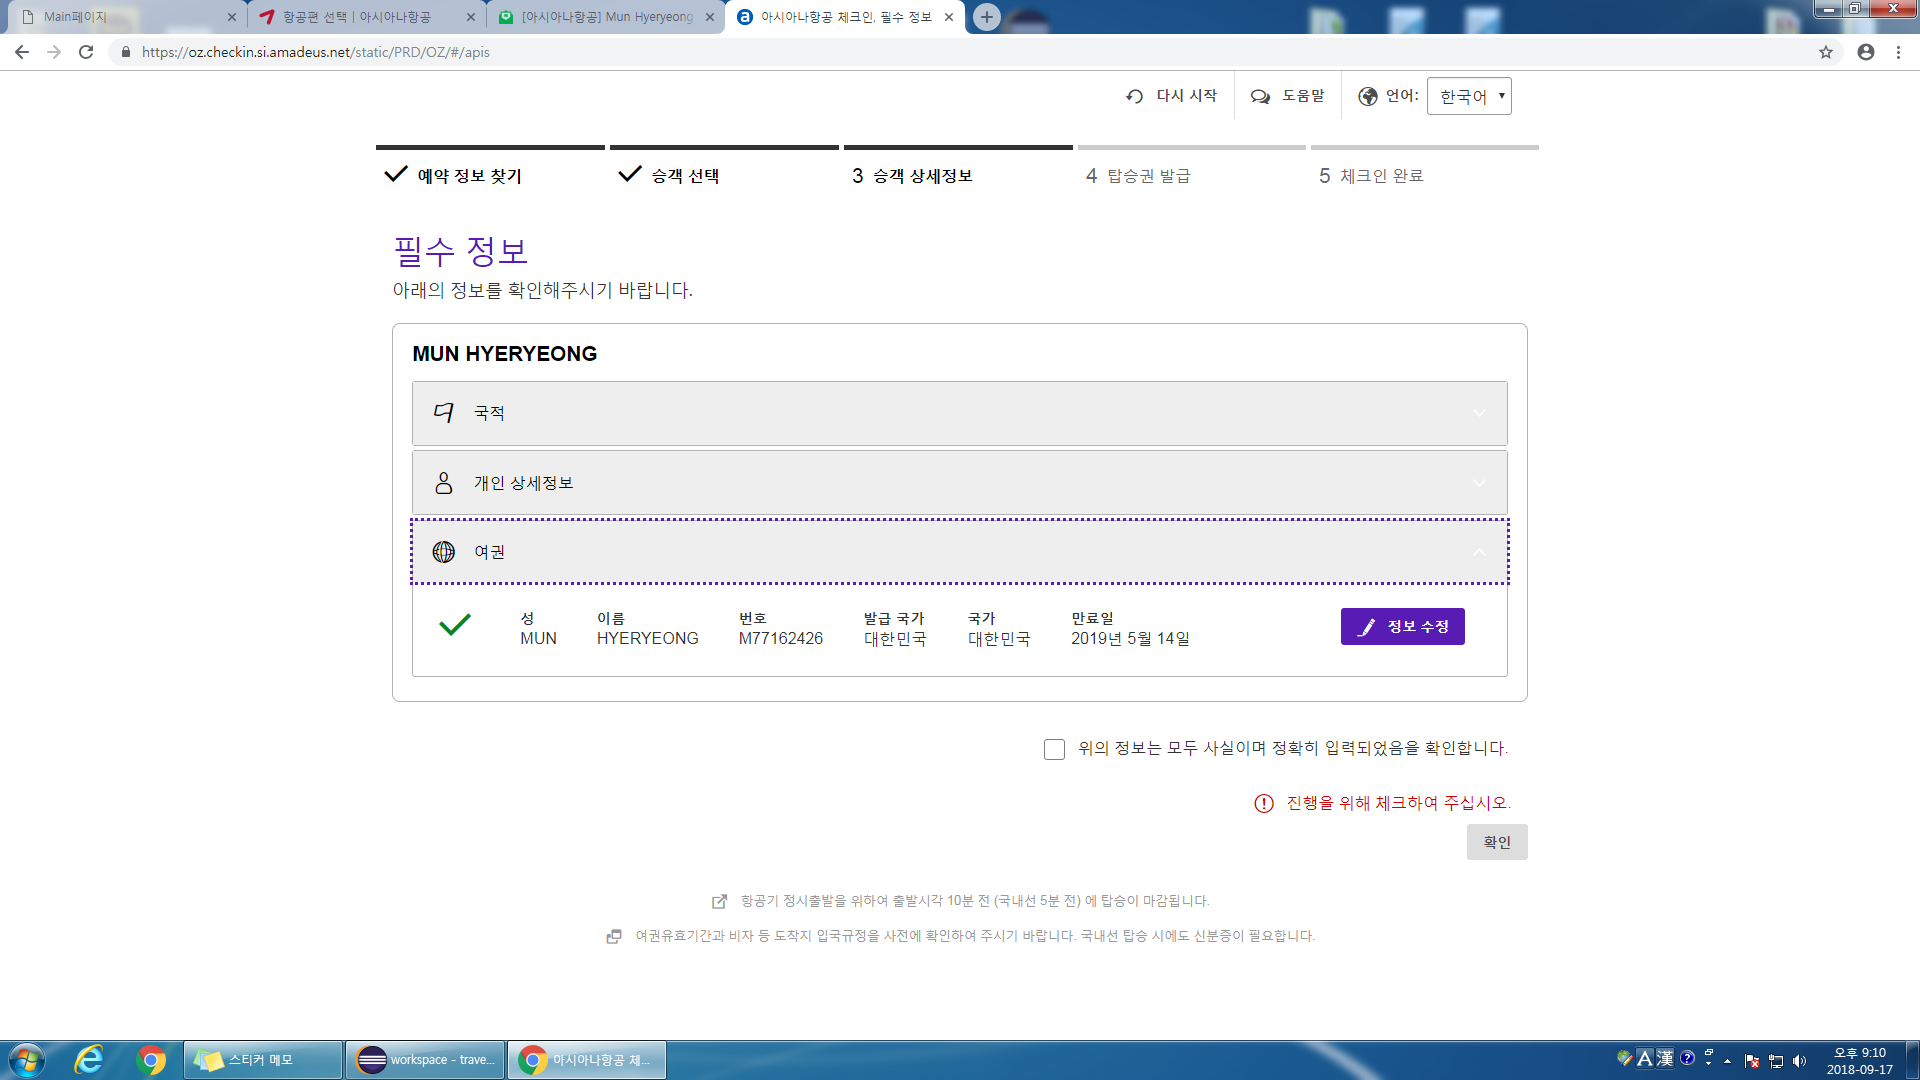 Main페이지
항공편 선택 | 아시아나항공
[아시아나항공] Mun Hyeryeong
아시아나항공 체크인, 필수 정보
https://oz.checkin.si.amadeus.net/static/PRD/OZ/#/apis
다시 시작
도움말
언어: 한국어
예약 정보 찾기
승객 선택
3 승객 상세정보
4 탑승권 발급
5 체크인 완료
필수 정보
아래의 정보를 확인해주시기 바랍니다.
MUN HYERYEONG
국적
개인 상세정보
여권
성 이름 번호 발급 국가 국가 만료일
MUN HYERYEONG M77162426 대한민국 대한민국 2019년 5월 14일
정보 수정
위의 정보는 모두 사실이며 정확히 입력되었음을 확인합니다.
진행을 위해 체크하여 주십시오.
확인
항공기 정시출발을 위하여 출발시각 10분 전 (국내선 5분 전) 에 탑승이 마감됩니다.
여권유효기간과 비자 등 도착지 입국규정을 사전에 확인하여 주시기 바랍니다. 국내선 탑승 시에도 신분증이 필요합니다.
스티커 메모
workspace - trave...
아시아나항공 체...
A 漢
오후 9:10
2018-09-17